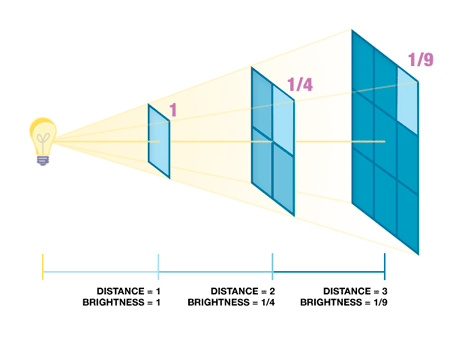 1
1/4
1/9
DISTANCE = 1
BRIGHTNESS = 1
DISTANCE = 2
BRIGHTNESS = 1/4
DISTANCE = 3
BRIGHTNESS = 1/9